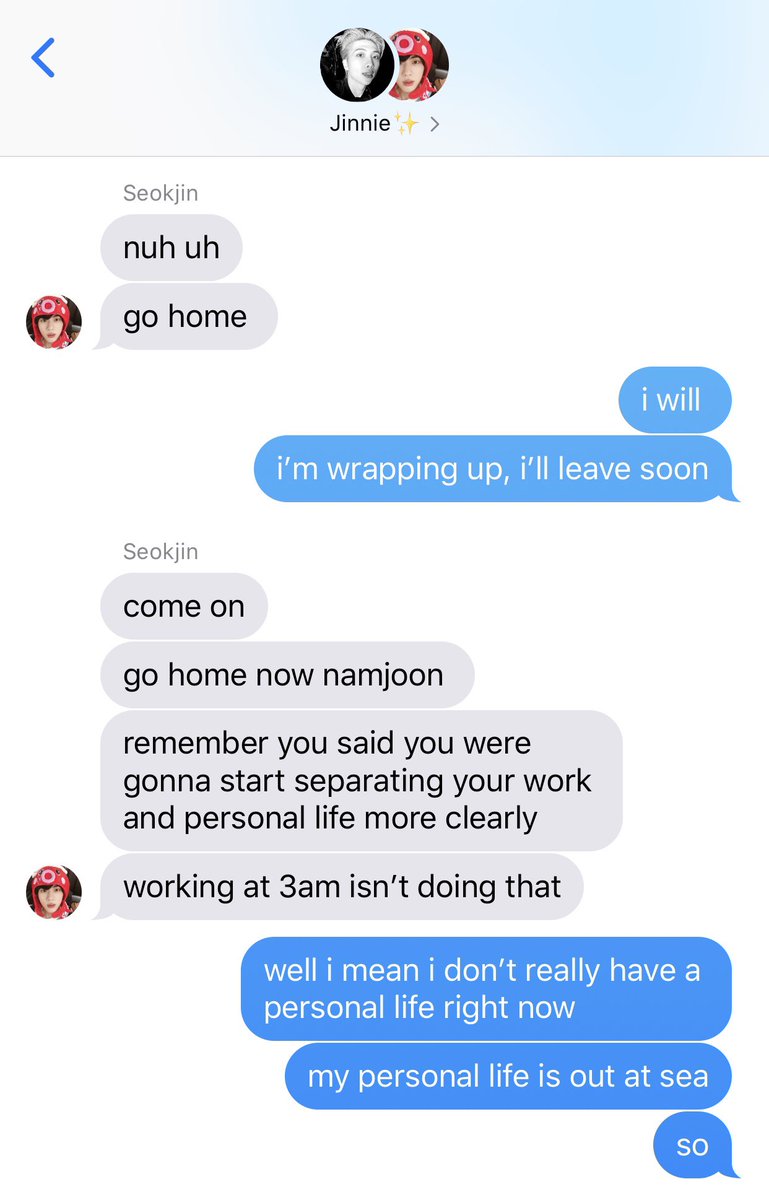 Jinnie✨
Seokjin
nuh uh
go home
i will
i’m wrapping up, i’ll leave soon
Seokjin
come on
go home now namjoon
remember you said you were
gonna start separating your work
and personal life more clearly
working at 3am isn’t doing that
well i mean i don’t really have a
personal life right now
my personal life is out at sea
so